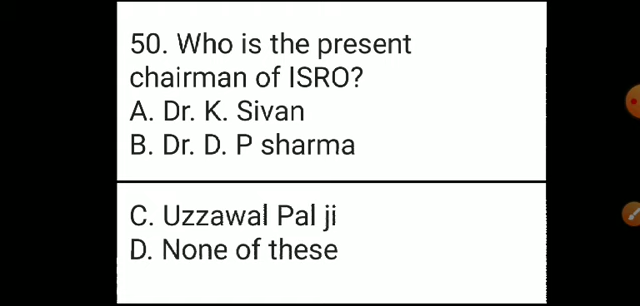 50. Who is the present
chairman of ISRO?
A. Dr. K. Sivan
B. Dr. D. P sharma
C. Uzzawal Pal ji
D. None of these